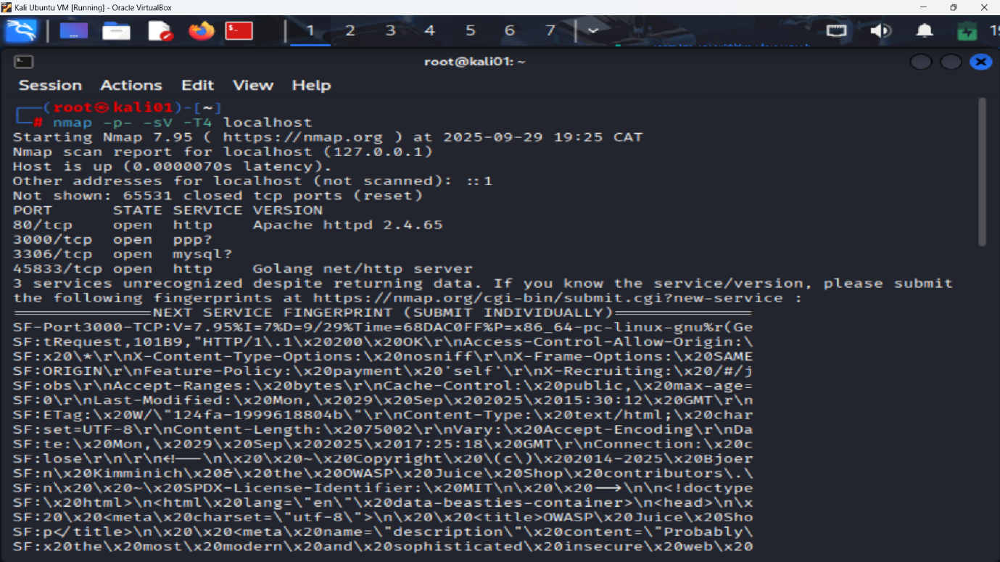 Kali Ubuntu VM [Running] - Oracle VirtualBox
1 2 3 4 5 6 7
root@kali01: ~
Session Actions Edit View Help
┌──(root㉿kali01)-[~]
└─# nmap -p- -sV -T4 localhost
Starting Nmap 7.95 ( https://nmap.org ) at 2025-09-29 19:25 CAT
Nmap scan report for localhost (127.0.0.1)
Host is up (0.0000070s latency).
Other addresses for localhost (not scanned): ::1
Not shown: 65531 closed tcp ports (reset)
PORT      STATE SERVICE VERSION
80/tcp    open  http    Apache httpd 2.4.65
3000/tcp  open  ppp?
3306/tcp  open  mysql?
45833/tcp open  http    Golang net/http server
3 services unrecognized despite returning data. If you know the service/version, please submit
the following fingerprints at https://nmap.org/cgi-bin/submit.cgi?new-service :
==============NEXT SERVICE FINGERPRINT (SUBMIT INDIVIDUALLY)==============
SF-Port3000-TCP:V=7.95%I=7%D=9/29%Time=68DAC0FF%P=x86_64-pc-linux-gnu%r(Ge
SF:tRequest,101B9,"HTTP/1\.1\x20200\x20OK\r\nAccess-Control-Allow-Origin:\
SF:x20\*\r\nX-Content-Type-Options:\x20nosniff\r\nX-Frame-Options:\x20SAME
SF:ORIGIN\r\nFeature-Policy:\x20payment\x20'self'\r\nX-Recruiting:\x20/#/j
SF:obs\r\nAccept-Ranges:\x20bytes\r\nCache-Control:\x20public,\x20max-age=
SF:0\r\nLast-Modified:\x20Mon,\x2029\x20Sep\x202025\x2015:30:12\x20GMT\r\n
SF:ETag:\x20W/\"124fa-1999618804b\"\r\nContent-Type:\x20text/html;\x20char
SF:set=UTF-8\r\nContent-Length:\x2075002\r\nVary:\x20Accept-Encoding\r\nDa
SF:te:\x20Mon,\x2029\x20Sep\x202025\x2017:25:18\x20GMT\r\nConnection:\x20c
SF:lose\r\n\r\n<!--\n\x20\x20~\x20Copyright\x20\(c\)\x202014-2025\x20Bjoer
SF:n\x20Kimminich\x20&\x20the\x20OWASP\x20Juice\x20Shop\x20contributors\.\
SF:n\x20\x20~\x20SPDX-License-Identifier:\x20MIT\n\x20\x20-->\n\n<!doctype
SF:\x20html>\n<html\x20lang=\"en\"\x20data-beasties-container>\n<head>\n\x
SF:20\x20<meta\x20charset=\"utf-8\">\n\x20\x20<title>OWASP\x20Juice\x20Sho
SF:p</title>\n\x20\x20<meta\x20name=\"description\"\x20content=\"Probably\
SF:x20the\x20most\x20modern\x20and\x20sophisticated\x20insecure\x20web\x20